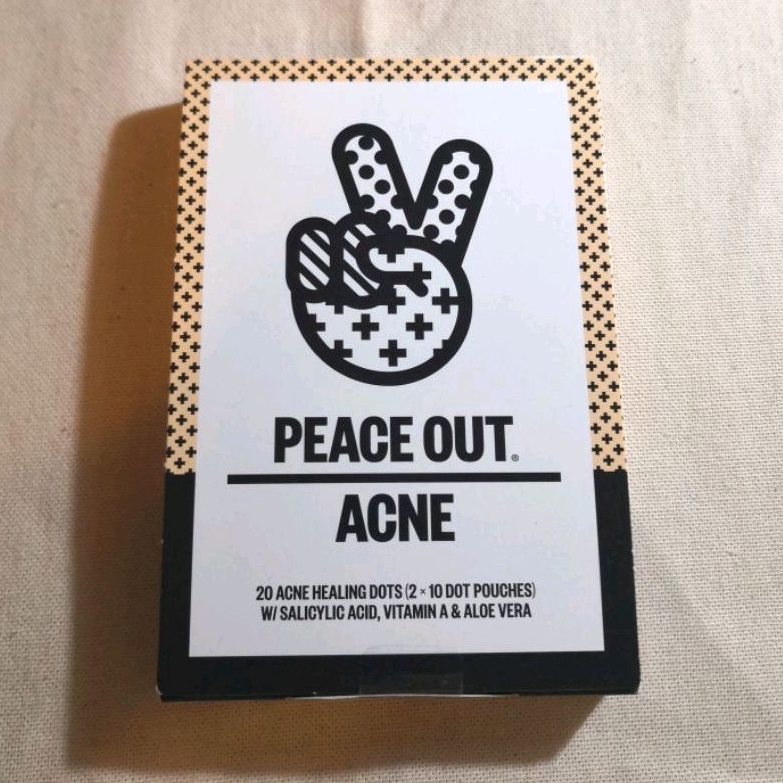 PEACE OUT®
ACNE
20 ACNE HEALING DOTS (2 × 10 DOT POUCHES)
W/ SALICYLIC ACID, VITAMIN A & ALOE VERA